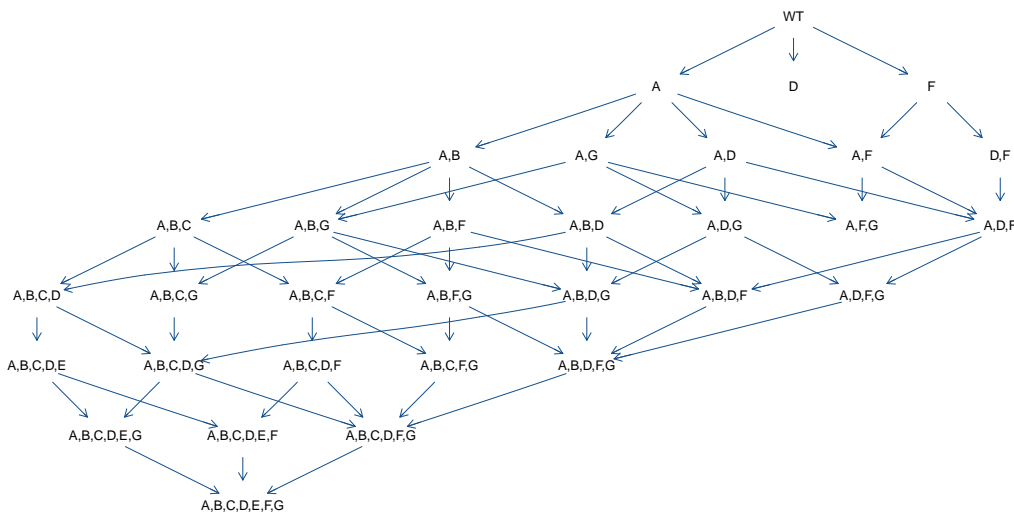 WT
A D F
A,B A,G A,D A,F D,F
A,B,C A,B,G A,B,F A,B,D A,D,G A,F,G A,D,F
A,B,C,D A,B,C,G A,B,C,F A,B,F,G A,B,D,G A,B,D,F A,D,F,G
A,B,C,D,E A,B,C,D,G A,B,C,D,F A,B,C,F,G A,B,D,F,G
A,B,C,D,E,G A,B,C,D,E,F A,B,C,D,F,G
A,B,C,D,E,F,G